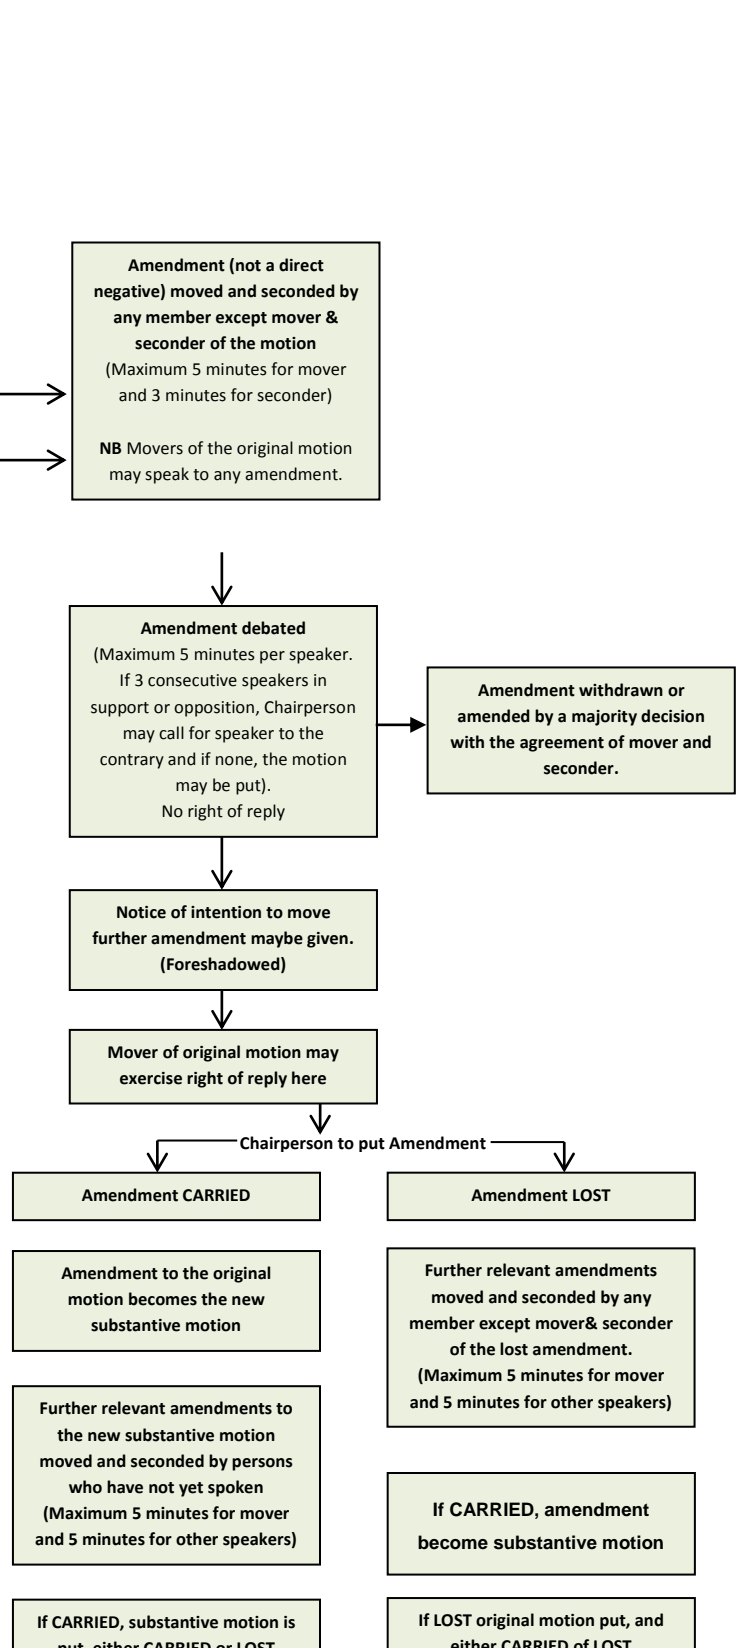 Amendment (not a direct
negative) moved and seconded by
any member except mover &
seconder of the motion
(Maximum 5 minutes for mover
and 3 minutes for seconder)
NB Movers of the original motion
may speak to any amendment.
Amendment debated
(Maximum 5 minutes per speaker.
If 3 consecutive speakers in
support or opposition, Chairperson
may call for speaker to the
contrary and if none, the motion
may be put).
No right of reply
Amendment withdrawn or
amended by a majority decision
with the agreement of mover and
seconder.
Notice of intention to move
further amendment maybe given.
(Foreshadowed)
Mover of original motion may
exercise right of reply here
Chairperson to put Amendment
Amendment CARRIED
Amendment LOST
Amendment to the original
motion becomes the new
substantive motion
Further relevant amendments to
the new substantive motion
moved and seconded by persons
who have not yet spoken
(Maximum 5 minutes for mover
and 5 minutes for other speakers)
If CARRIED, substantive motion is
put, either CARRIED or LOST
Further relevant amendments
moved and seconded by any
member except mover& seconder
of the lost amendment.
(Maximum 5 minutes for mover
and 5 minutes for other speakers)
If CARRIED, amendment
become substantive motion
If LOST original motion put, and
either CARRIED of LOST